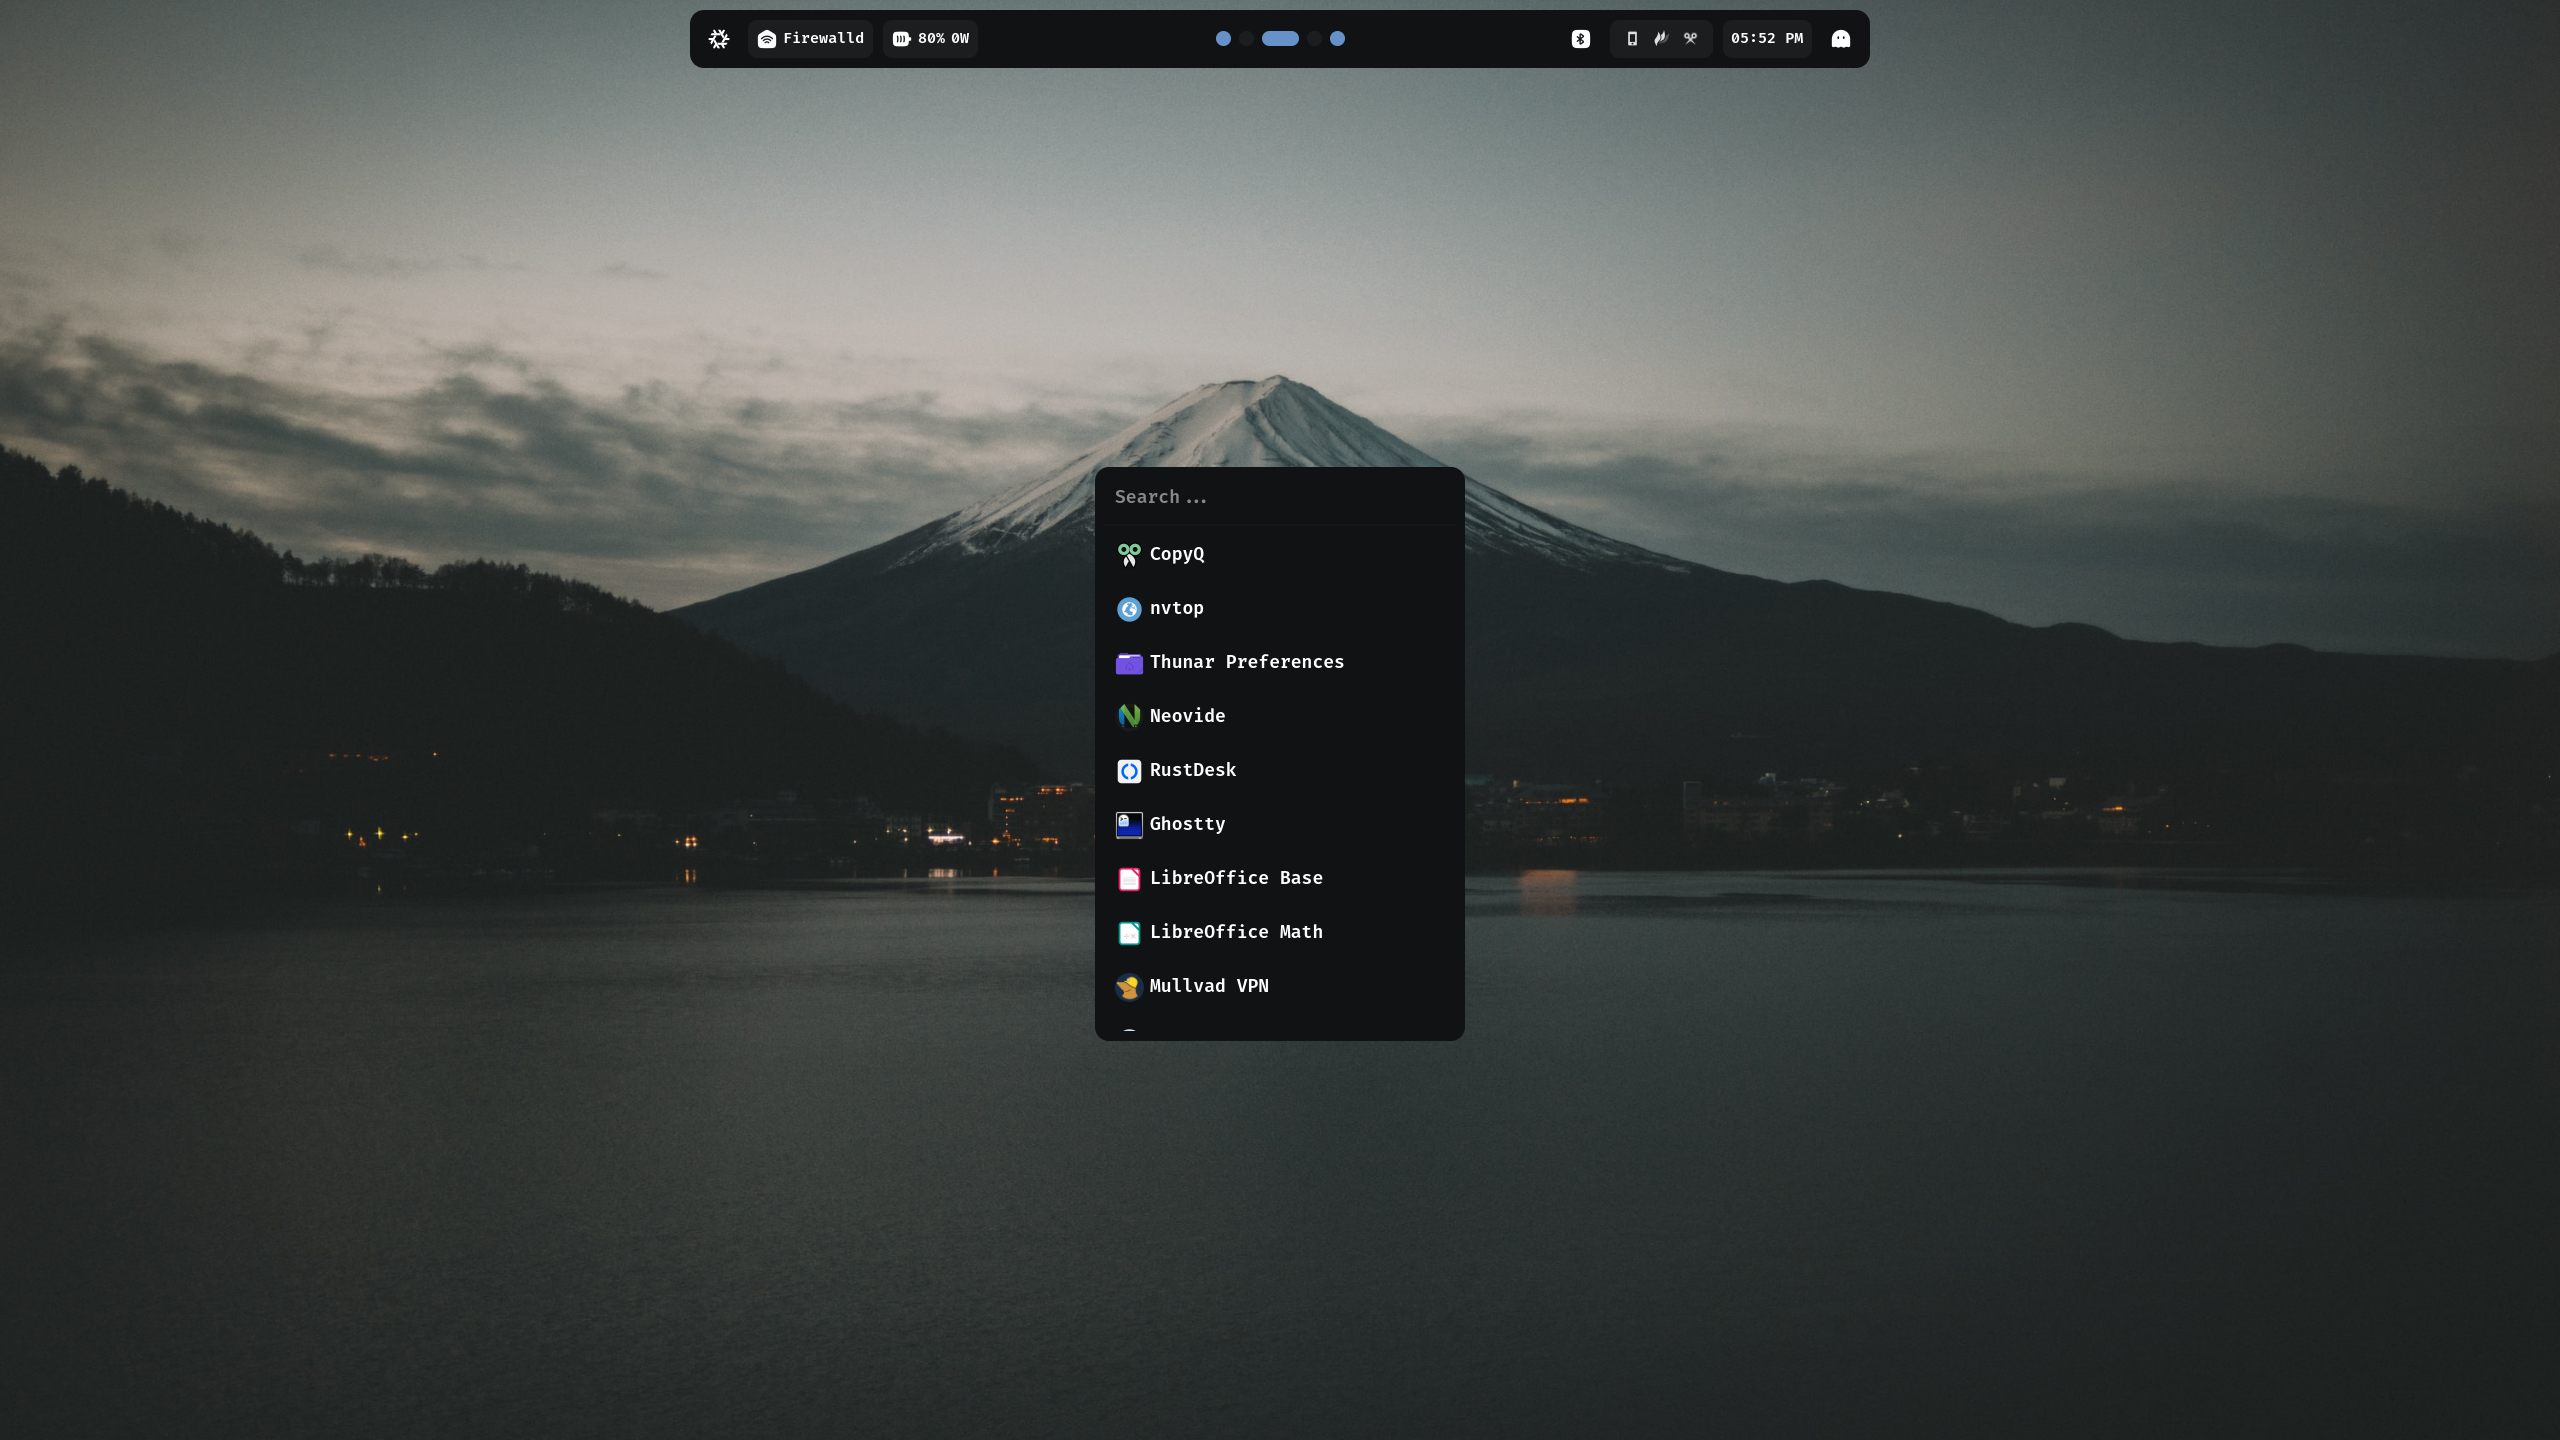 Firewalld 80% 0W 05:52 PM
Search...
CopyQ
nvtop
Thunar Preferences
Neovide
RustDesk
Ghostty
LibreOffice Base
LibreOffice Math
Mullvad VPN